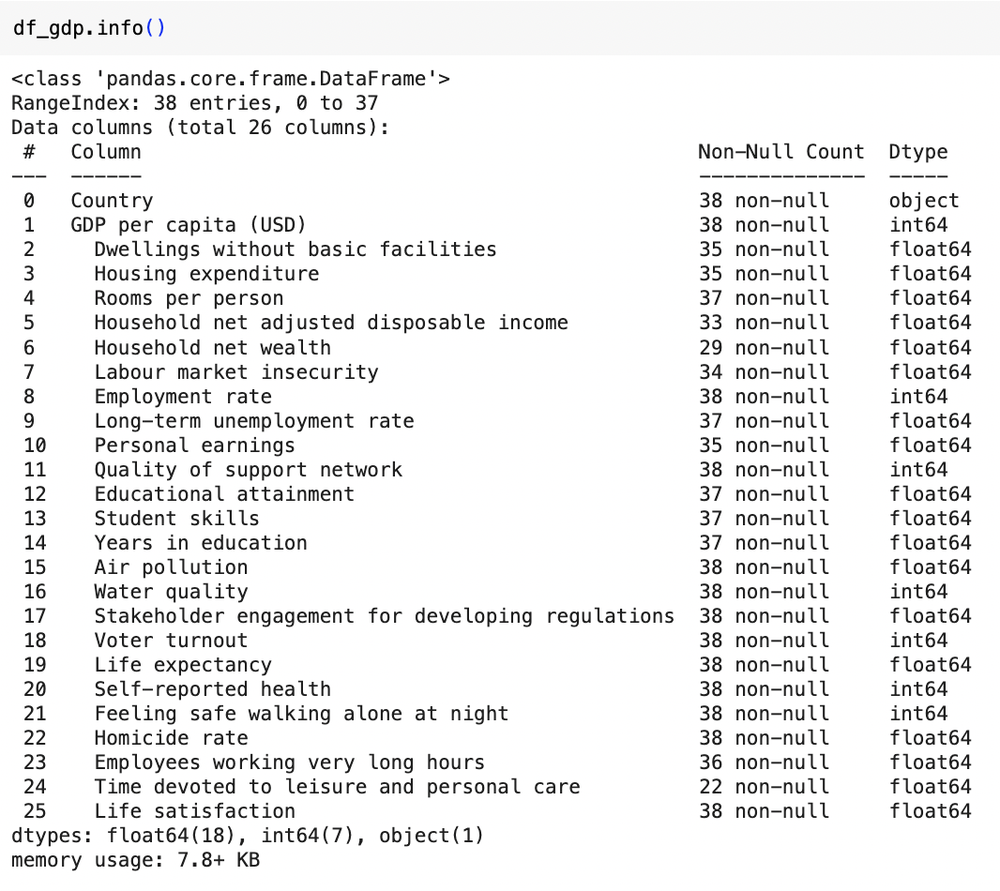 df_gdp.info()
<class 'pandas.core.frame.DataFrame'>
RangeIndex: 38 entries, 0 to 37
Data columns (total 26 columns):
 #   Column                                           Non-Null Count  Dtype
---  ------                                           --------------  -----
 0   Country                                          38 non-null     object
 1   GDP per capita (USD)                             38 non-null     int64
 2     Dwellings without basic facilities             35 non-null     float64
 3     Housing expenditure                            35 non-null     float64
 4     Rooms per person                               37 non-null     float64
 5     Household net adjusted disposable income       33 non-null     float64
 6     Household net wealth                           29 non-null     float64
 7     Labour market insecurity                       34 non-null     float64
 8     Employment rate                                38 non-null     int64
 9     Long-term unemployment rate                    37 non-null     float64
 10    Personal earnings                              35 non-null     float64
 11    Quality of support network                     38 non-null     int64
 12    Educational attainment                         37 non-null     float64
 13    Student skills                                 37 non-null     float64
 14    Years in education                             37 non-null     float64
 15    Air pollution                                  38 non-null     float64
 16    Water quality                                  38 non-null     int64
 17    Stakeholder engagement for developing regulations  38 non-null     float64
 18    Voter turnout                                  38 non-null     int64
 19    Life expectancy                                38 non-null     float64
 20    Self-reported health                           38 non-null     int64
 21    Feeling safe walking alone at night            38 non-null     int64
 22    Homicide rate                                  38 non-null     float64
 23    Employees working very long hours              36 non-null     float64
 24    Time devoted to leisure and personal care      22 non-null     float64
 25    Life satisfaction                              38 non-null     float64
dtypes: float64(18), int64(7), object(1)
memory usage: 7.8+ KB